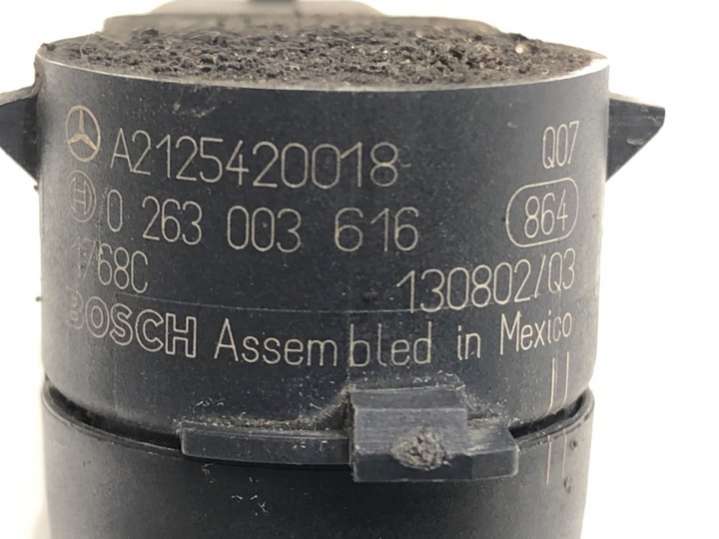 A2125420018 Q07
0 263 003 616 864
/68C 130802/Q3
BOSCH Assembled in Mexico